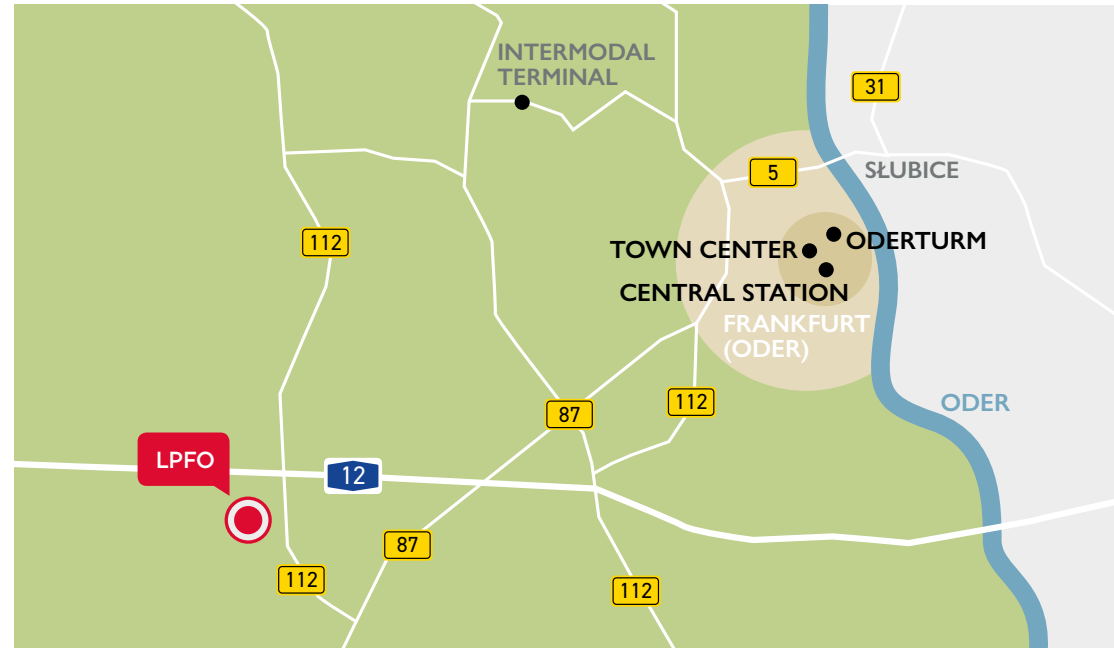 INTERMODAL
TERMINAL
31
5
SŁUBICE
112
TOWN CENTER
ODERTURM
CENTRAL STATION
FRANKFURT
(ODER)
112
87
ODER
LPFO
12
87
112
112